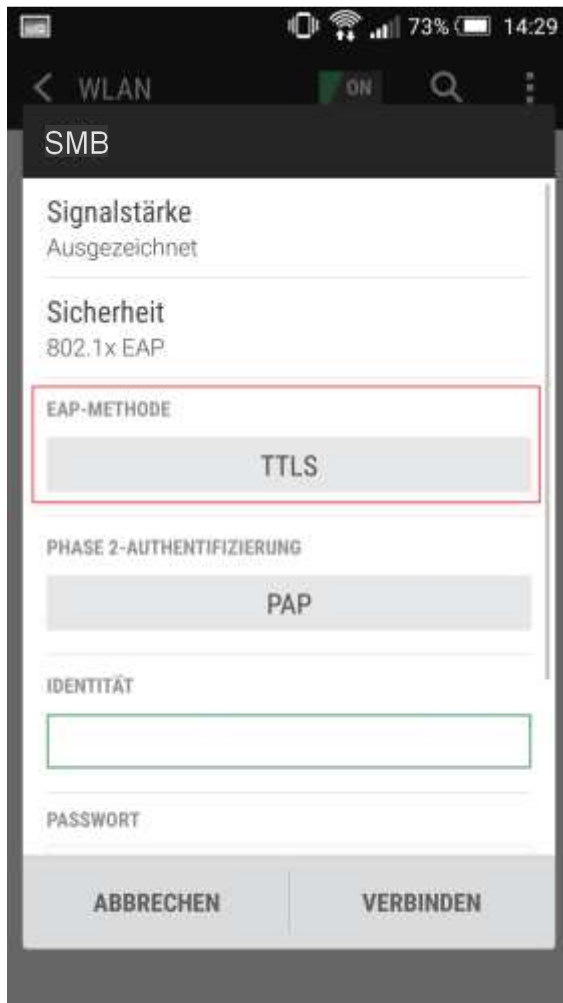 73% 14:29
WLAN ON
SMB
Signalstärke
Ausgezeichnet
Sicherheit
802.1x EAP
EAP-METHODE
TTLS
PHASE 2-AUTHENTIFIZIERUNG
PAP
IDENTITÄT
PASSWORT
ABBRECHEN VERBINDEN